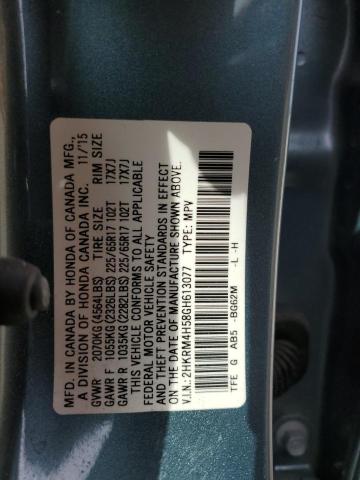 MFD. IN CANADA BY HONDA OF CANADA MFG.,
A DIVISION OF HONDA CANADA INC. 11/15
GVWR 2070KG(4564LBS) TIRE SIZE RIM SIZE
GAWR F 1055KG(2326LBS) 225/65R17 102T 17X7J
GAWR R 1035KG(2282LBS) 225/65R17 102T 17X7J
THIS VEHICLE CONFORMS TO ALL APPLICABLE
FEDERAL MOTOR VEHICLE SAFETY
AND THEFT PREVENTION STANDARDS IN EFFECT
ON THE DATE OF MANUFACTURE SHOWN ABOVE.
V.I.N.: 2HKRM4H58GH613077 TYPE: MPV
TFE G AB5 -BG62M -L -H